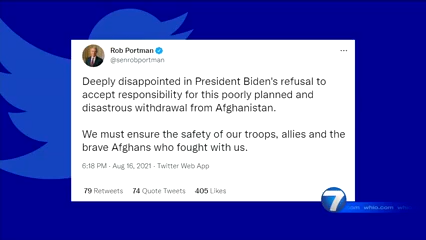 Rob Portman
@senrobportman
Deeply disappointed in President Biden's refusal to
accept responsibility for this poorly planned and
disastrous withdrawal from Afghanistan.
We must ensure the safety of our troops, allies and the
brave Afghans who fought with us.
6:18 PM · Aug 16, 2021 · Twitter Web App
79 Retweets 74 Quote Tweets 405 Likes
7